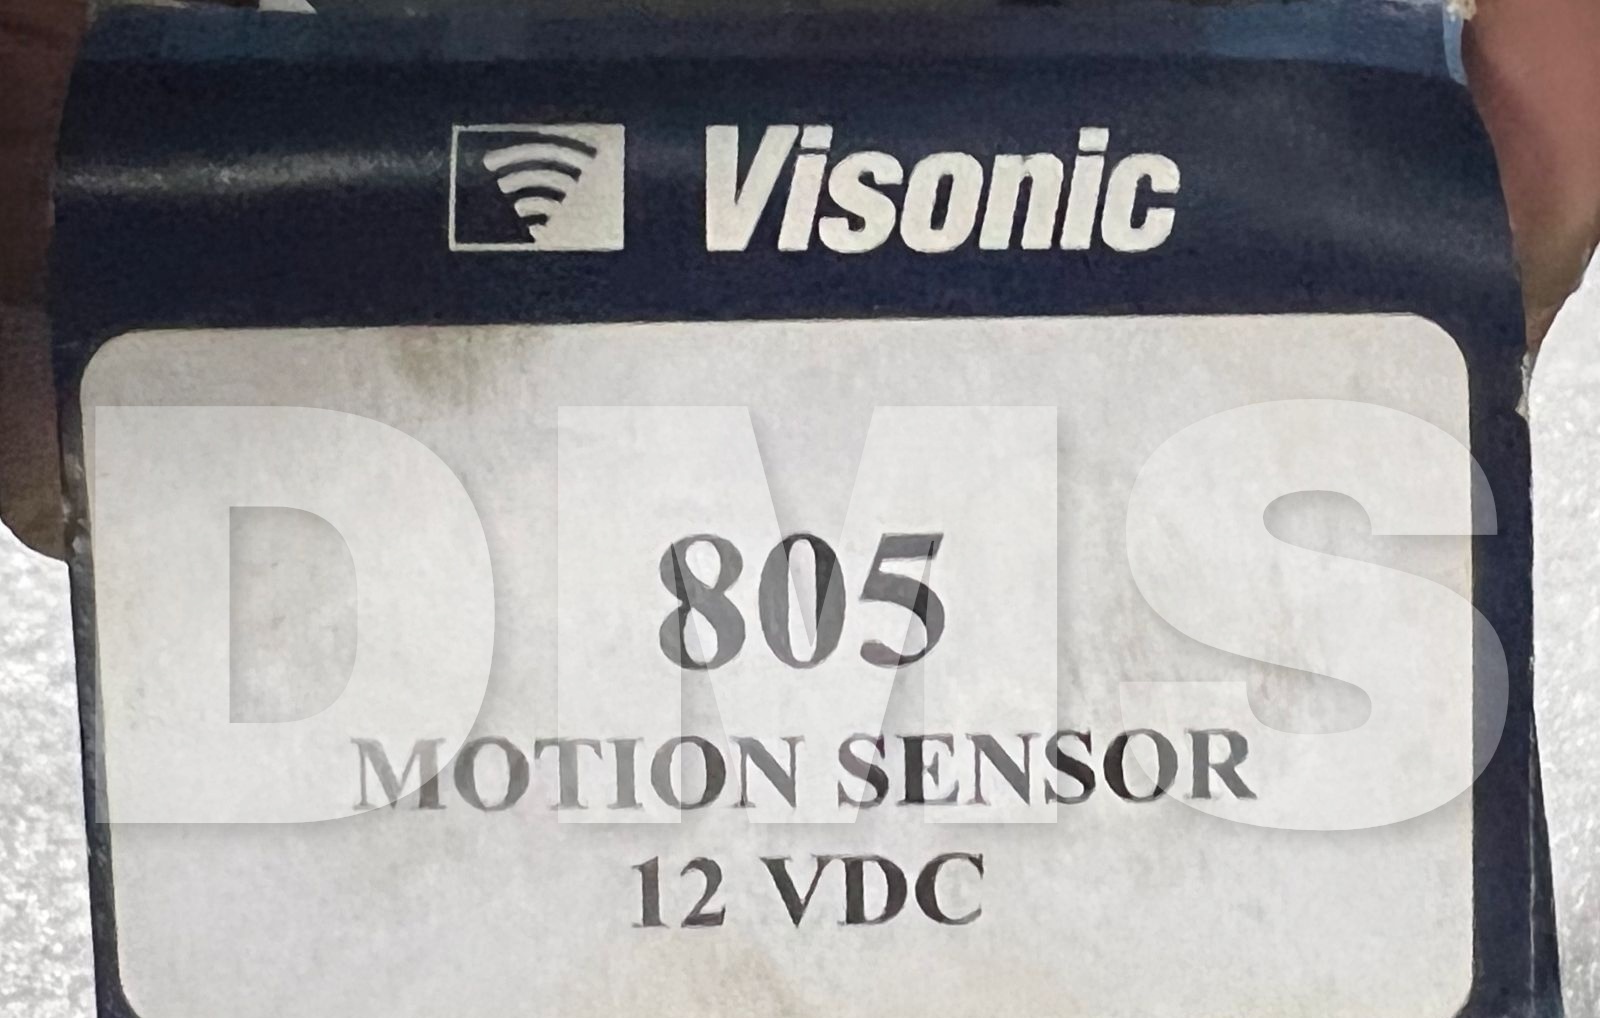 Visonic
805
MOTION SENSOR
12 VDC
DMS